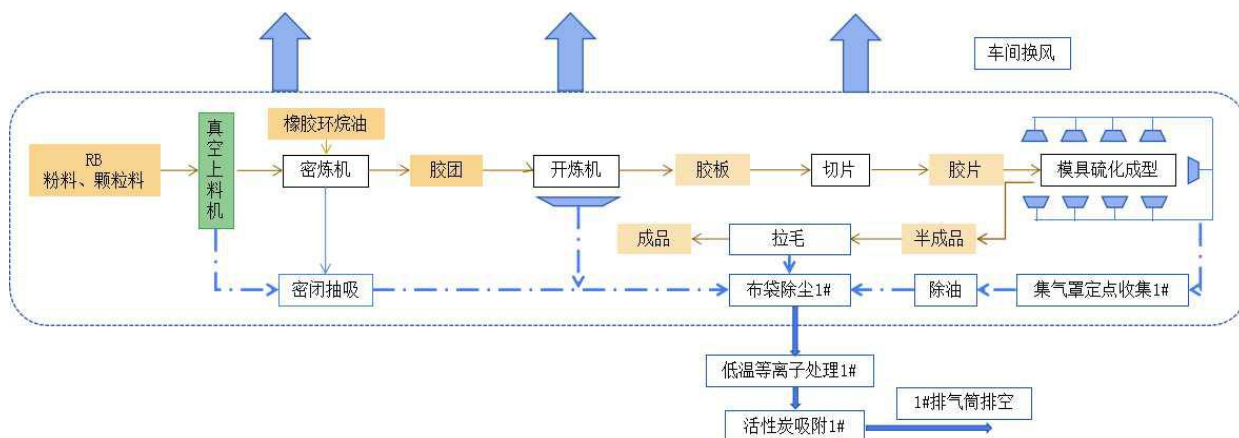 车间换风
橡胶环烷油
RB
粉料、颗粒料
真空上料机
密炼机
胶团
开炼机
胶板
切片
胶片
模具硫化成型
成品
拉毛
半成品
密闭抽吸
布袋除尘1#
除油
集气罩定点收集1#
低温等离子处理1#
活性炭吸附1#
1#排气筒排空